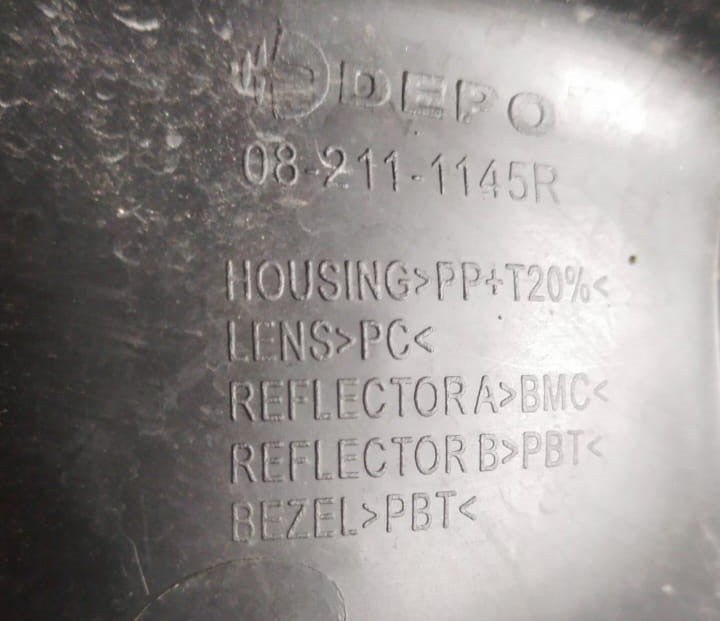 DEPO
08-211-1145R
HOUSING>PP+T20%<
LENS>PC<
REFLECTOR A>BMC<
REFLECTOR B>PBT<
BEZEL>PBT<